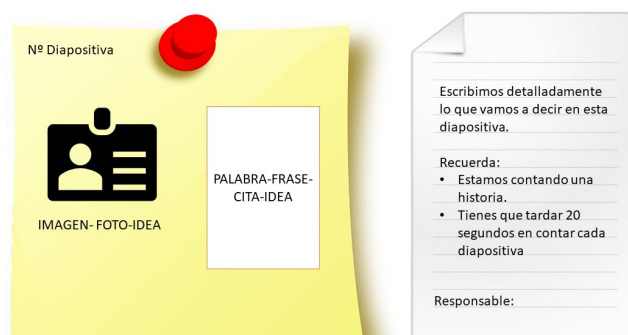 Nº Diapositiva
IMAGEN- FOTO-IDEA
PALABRA-FRASE-
CITA-IDEA
Escribimos detalladamente
lo que vamos a decir en esta
diapositiva.
Recuerda:
• Estamos contando una
historia.
• Tienes que tardar 20
segundos en contar cada
diapositiva
Responsable: